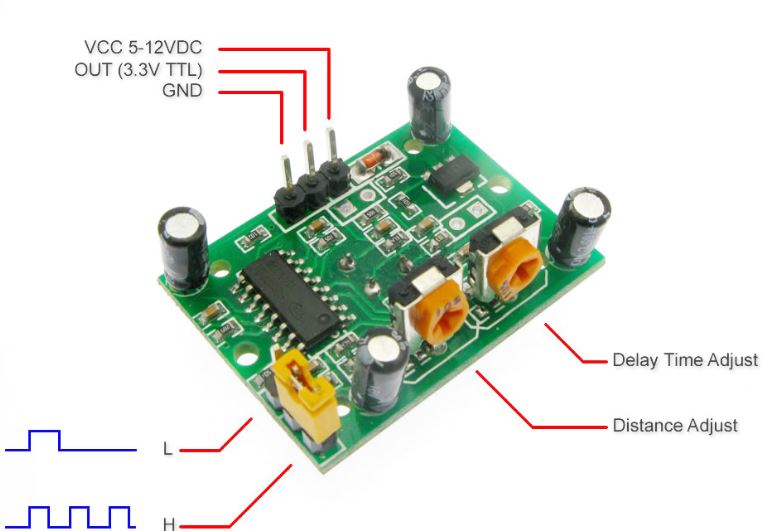 VCC 5-12VDC
OUT (3.3V TTL)
GND
Delay Time Adjust
Distance Adjust
L
H